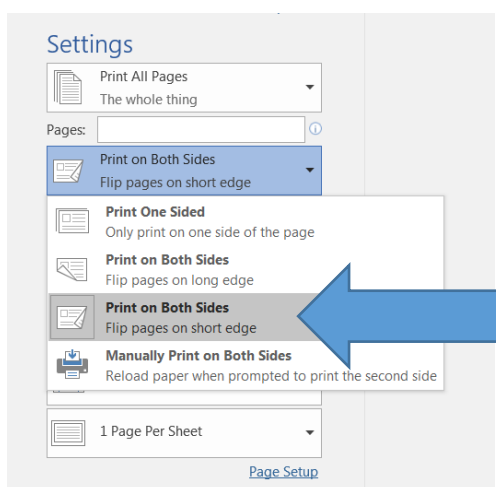 Settings
Print All Pages
The whole thing
Pages:
Print on Both Sides
Flip pages on short edge
Print One Sided
Only print on one side of the page
Print on Both Sides
Flip pages on long edge
Print on Both Sides
Flip pages on short edge
Manually Print on Both Sides
Reload paper when prompted to print the second side
1 Page Per Sheet
Page Setup